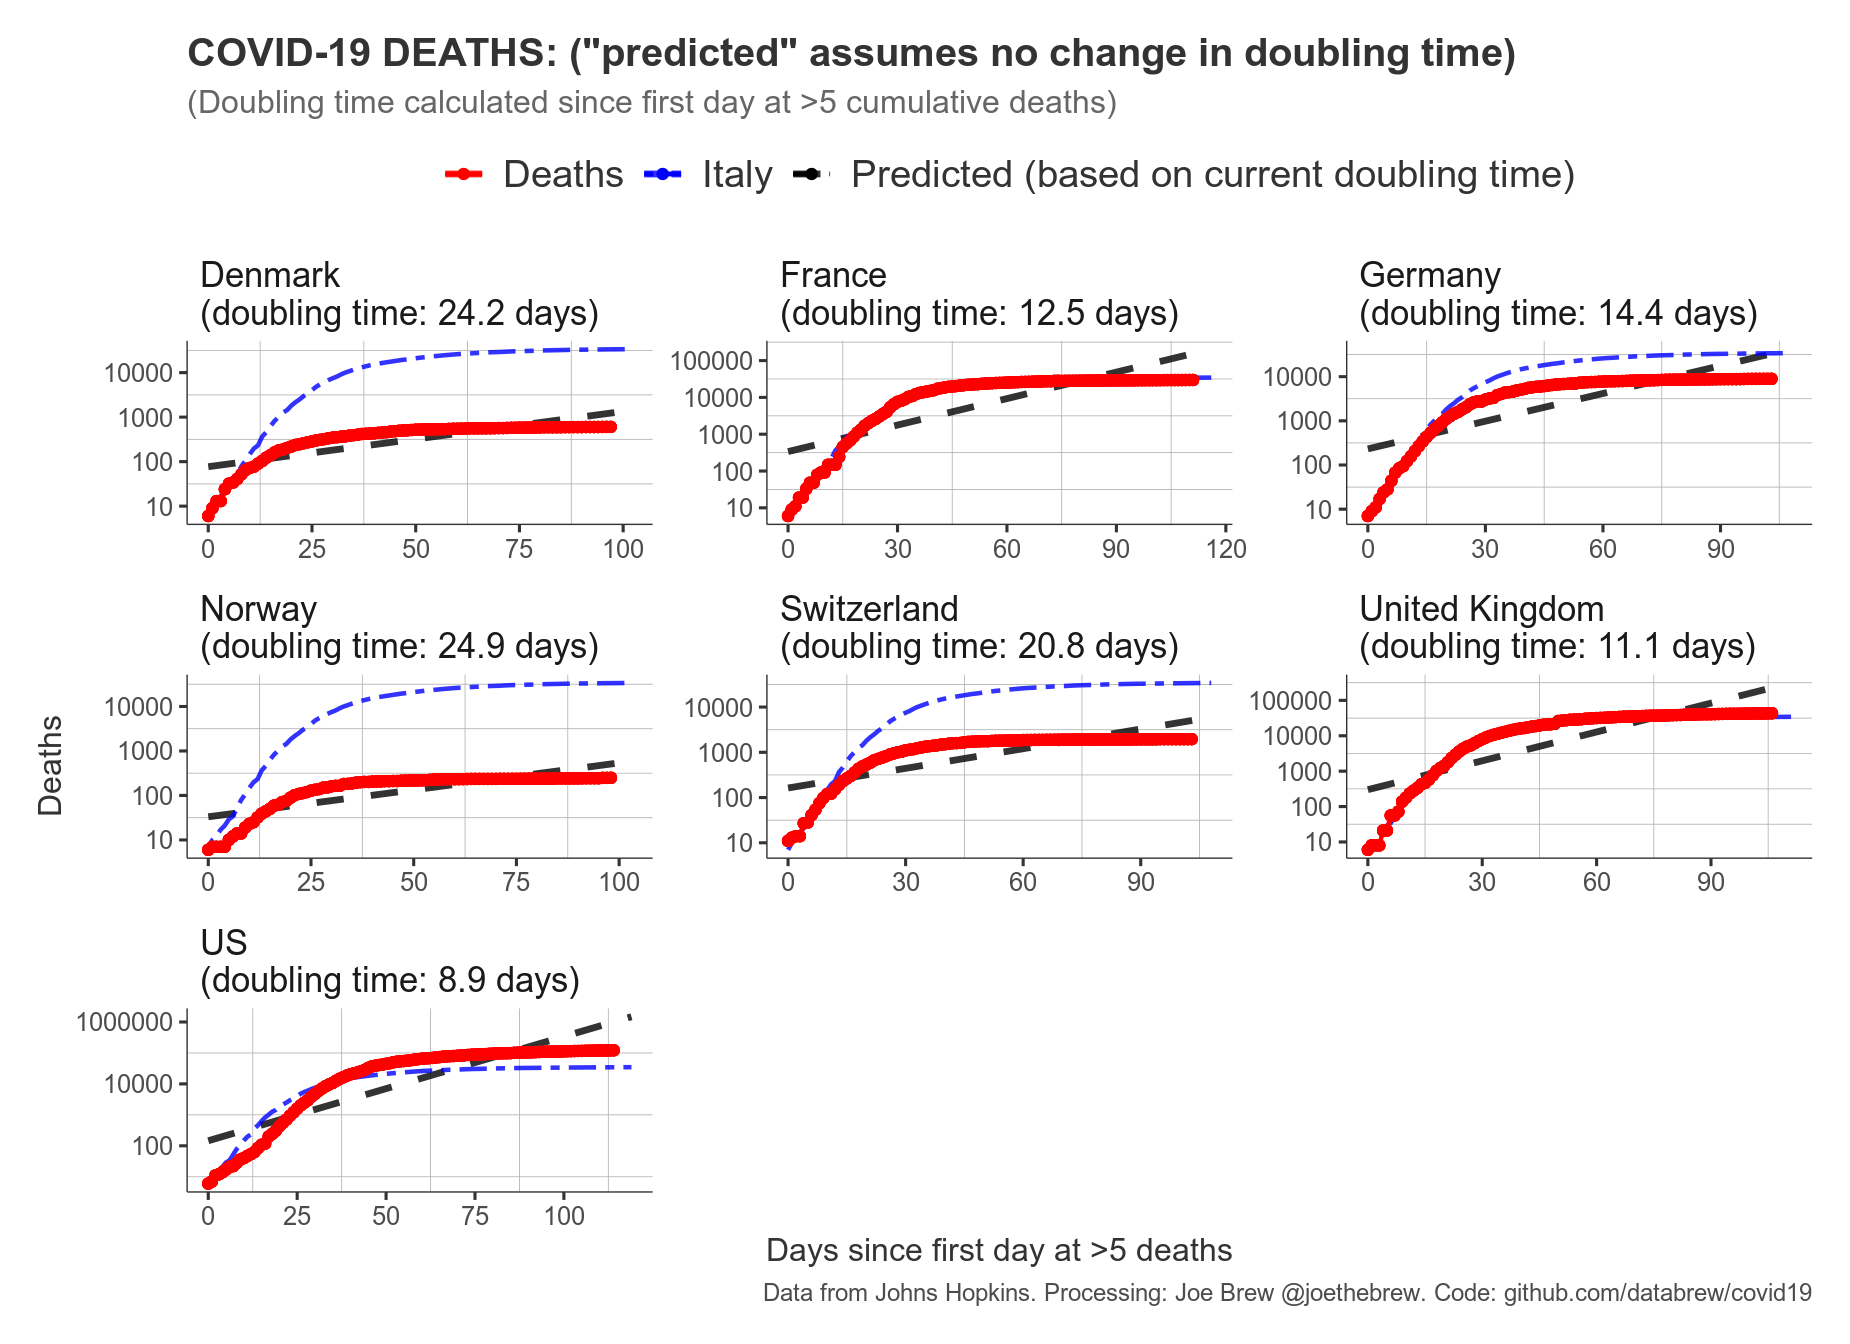 COVID-19 DEATHS: ("predicted" assumes no change in doubling time)
(Doubling time calculated since first day at >5 cumulative deaths)
Deaths Italy Predicted (based on current doubling time)
Denmark
(doubling time: 24.2 days)
10000
1000
100
10
0 25 50 75 100
France
(doubling time: 12.5 days)
100000
10000
1000
100
10
0 30 60 90 120
Germany
(doubling time: 14.4 days)
10000
1000
100
10
0 30 60 90
Norway
(doubling time: 24.9 days)
10000
1000
100
10
0 25 50 75 100
Switzerland
(doubling time: 20.8 days)
10000
1000
100
10
0 30 60 90
United Kingdom
(doubling time: 11.1 days)
100000
10000
1000
100
10
0 30 60 90
US
(doubling time: 8.9 days)
1000000
10000
100
0 25 50 75 100
Deaths
Days since first day at >5 deaths
Data from Johns Hopkins. Processing: Joe Brew @joethebrew. Code: github.com/databrew/covid19